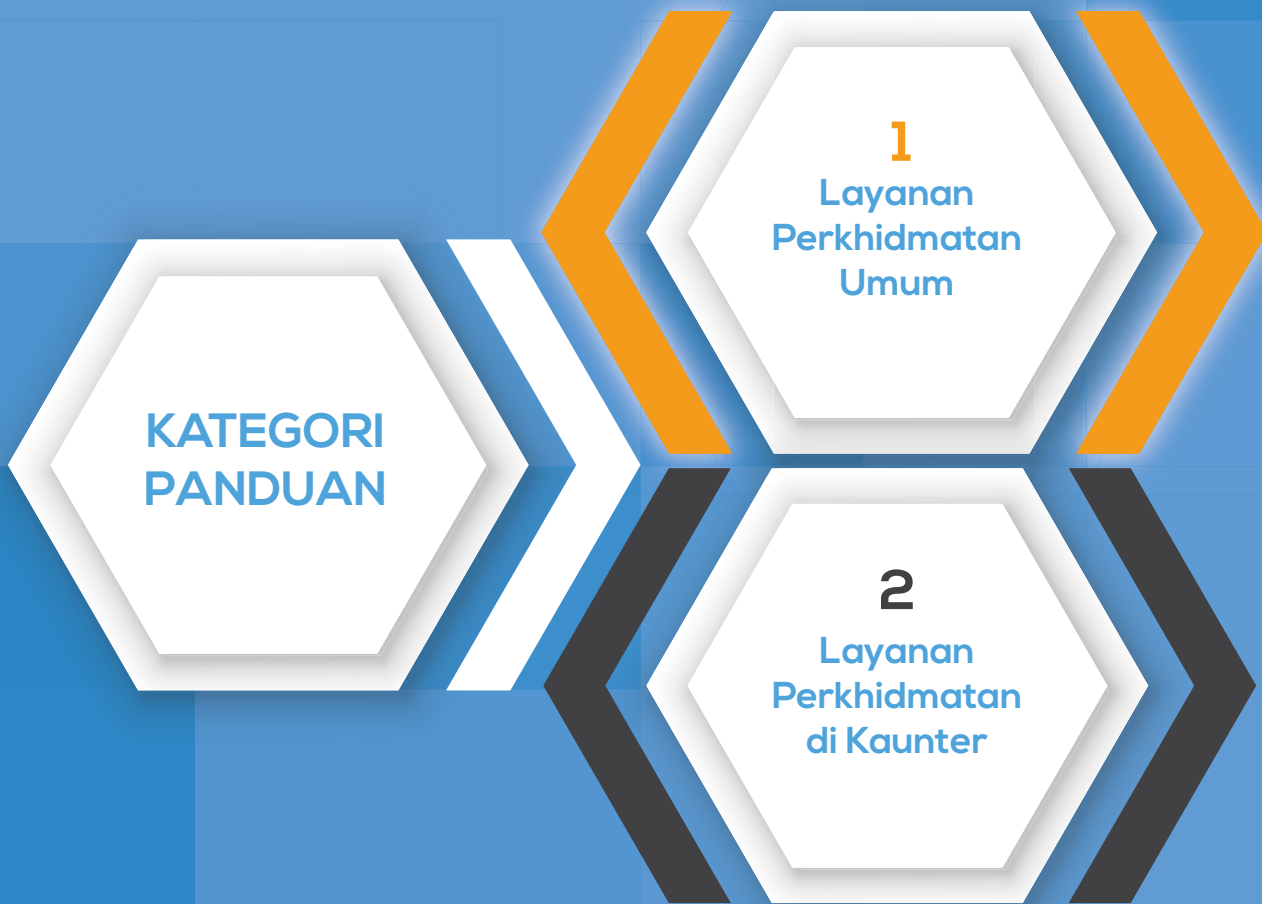 KATEGORI
PANDUAN
1
Layanan
Perkhidmatan
Umum
2
Layanan
Perkhidmatan
di Kaunter